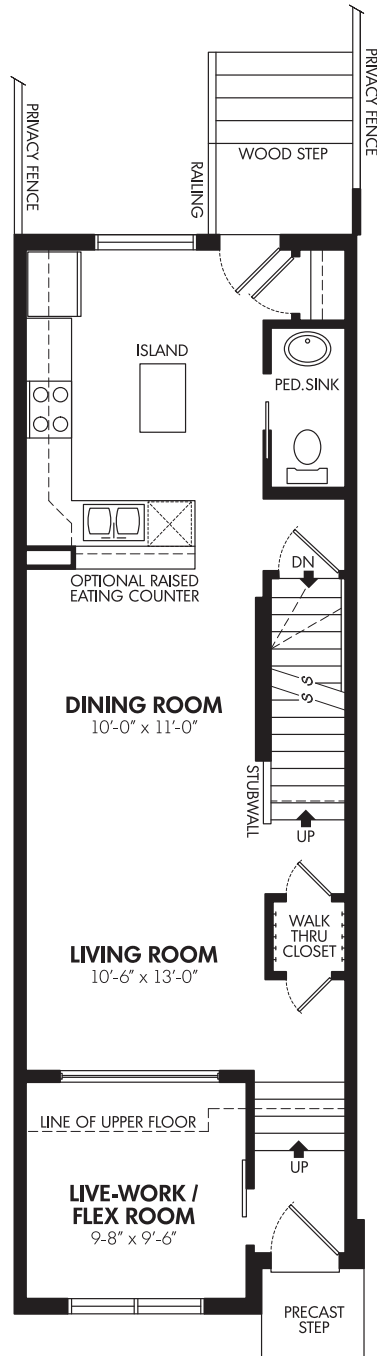 PRIVACY FENCE
PRIVACY FENCE
WOOD STEP
RAILING
ISLAND
PED.SINK
DN
OPTIONAL RAISED
EATING COUNTER
DINING ROOM
10'-0" x 11'-0"
S
S
STUBWALL
UP
WALK
THRU
CLOSET
LIVING ROOM
10'-6" x 13'-0"
LINE OF UPPER FLOOR
UP
LIVE-WORK /
FLEX ROOM
9-8" x 9'-6"
PRECAST
STEP